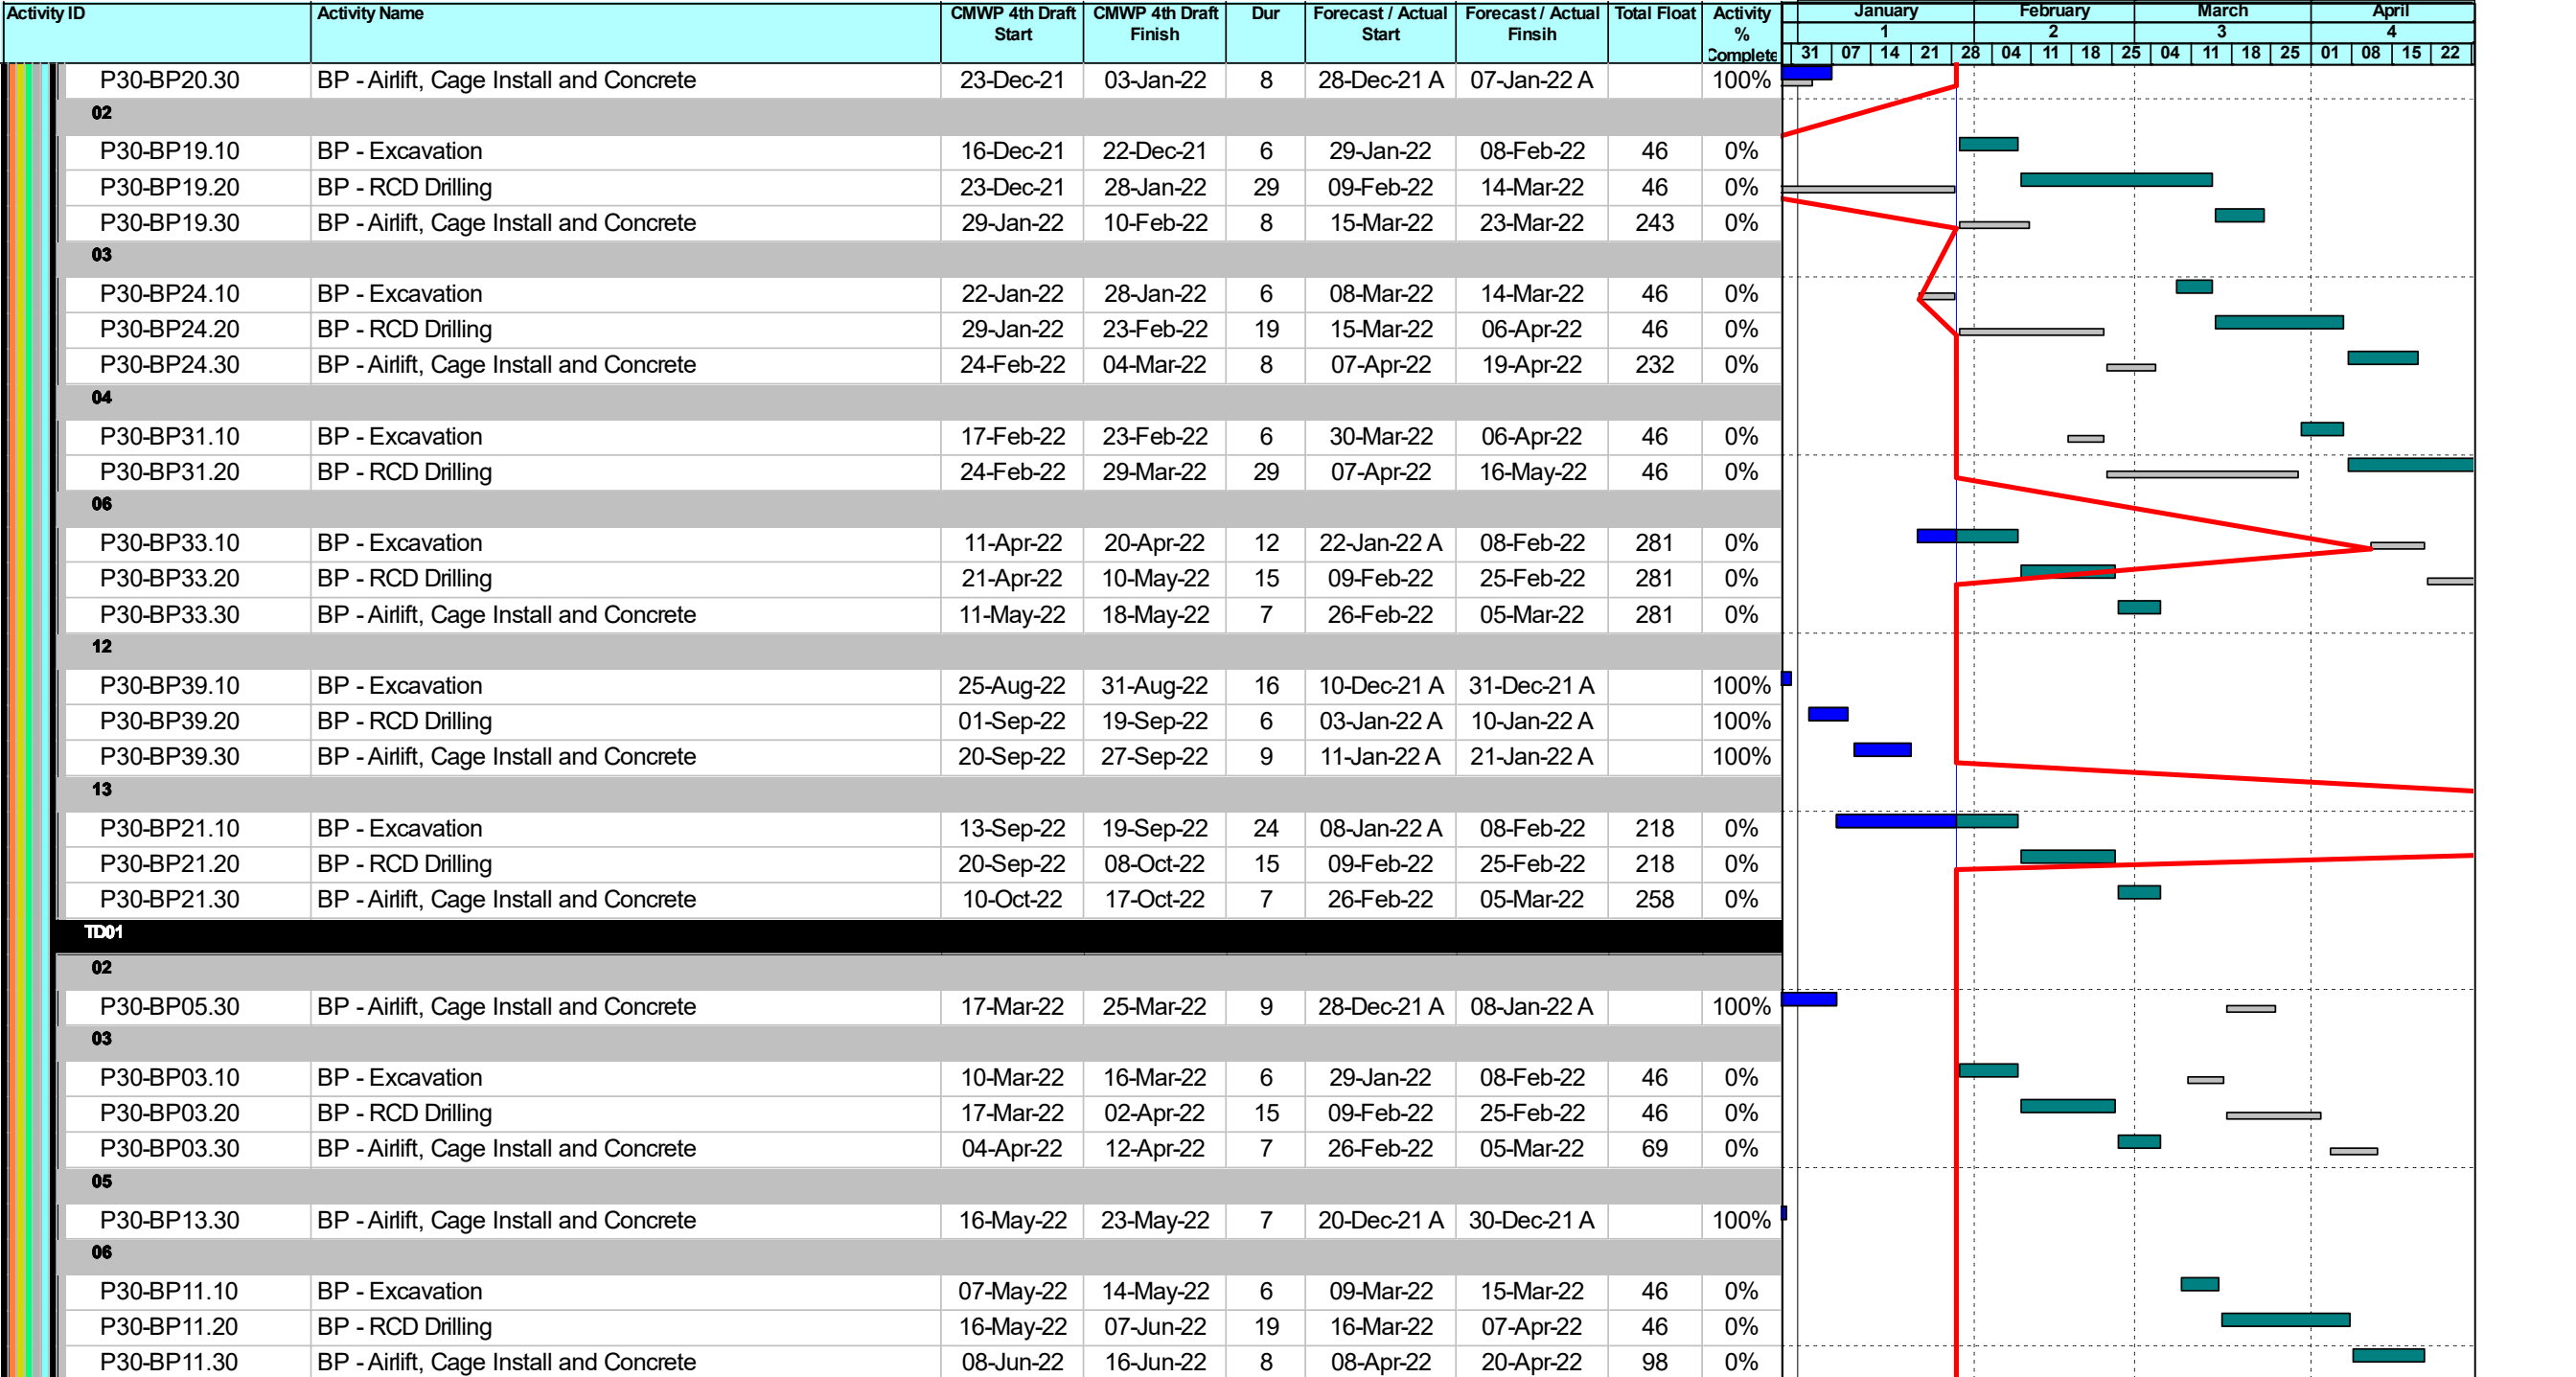 Activity ID Activity Name CMWP 4th Draft Start CMWP 4th Draft Finish Dur Forecast / Actual Start Forecast / Actual Finsih Total Float Activity % Complete January February March April
1 2 3 4
31 07 14 21 28 04 11 18 25 04 11 18 25 01 08 15 22
P30-BP20.30 BP - Airlift, Cage Install and Concrete 23-Dec-21 03-Jan-22 8 28-Dec-21 A 07-Jan-22 A 100%
02
P30-BP19.10 BP - Excavation 16-Dec-21 22-Dec-21 6 29-Jan-22 08-Feb-22 46 0%
P30-BP19.20 BP - RCD Drilling 23-Dec-21 28-Jan-22 29 09-Feb-22 14-Mar-22 46 0%
P30-BP19.30 BP - Airlift, Cage Install and Concrete 29-Jan-22 10-Feb-22 8 15-Mar-22 23-Mar-22 243 0%
03
P30-BP24.10 BP - Excavation 22-Jan-22 28-Jan-22 6 08-Mar-22 14-Mar-22 46 0%
P30-BP24.20 BP - RCD Drilling 29-Jan-22 23-Feb-22 19 15-Mar-22 06-Apr-22 46 0%
P30-BP24.30 BP - Airlift, Cage Install and Concrete 24-Feb-22 04-Mar-22 8 07-Apr-22 19-Apr-22 232 0%
04
P30-BP31.10 BP - Excavation 17-Feb-22 23-Feb-22 6 30-Mar-22 06-Apr-22 46 0%
P30-BP31.20 BP - RCD Drilling 24-Feb-22 29-Mar-22 29 07-Apr-22 16-May-22 46 0%
06
P30-BP33.10 BP - Excavation 11-Apr-22 20-Apr-22 12 22-Jan-22 A 08-Feb-22 281 0%
P30-BP33.20 BP - RCD Drilling 21-Apr-22 10-May-22 15 09-Feb-22 25-Feb-22 281 0%
P30-BP33.30 BP - Airlift, Cage Install and Concrete 11-May-22 18-May-22 7 26-Feb-22 05-Mar-22 281 0%
12
P30-BP39.10 BP - Excavation 25-Aug-22 31-Aug-22 16 10-Dec-21 A 31-Dec-21 A 100%
P30-BP39.20 BP - RCD Drilling 01-Sep-22 19-Sep-22 6 03-Jan-22 A 10-Jan-22 A 100%
P30-BP39.30 BP - Airlift, Cage Install and Concrete 20-Sep-22 27-Sep-22 9 11-Jan-22 A 21-Jan-22 A 100%
13
P30-BP21.10 BP - Excavation 13-Sep-22 19-Sep-22 24 08-Jan-22 A 08-Feb-22 218 0%
P30-BP21.20 BP - RCD Drilling 20-Sep-22 08-Oct-22 15 09-Feb-22 25-Feb-22 218 0%
P30-BP21.30 BP - Airlift, Cage Install and Concrete 10-Oct-22 17-Oct-22 7 26-Feb-22 05-Mar-22 258 0%
TD01
02
P30-BP05.30 BP - Airlift, Cage Install and Concrete 17-Mar-22 25-Mar-22 9 28-Dec-21 A 08-Jan-22 A 100%
03
P30-BP03.10 BP - Excavation 10-Mar-22 16-Mar-22 6 29-Jan-22 08-Feb-22 46 0%
P30-BP03.20 BP - RCD Drilling 17-Mar-22 02-Apr-22 15 09-Feb-22 25-Feb-22 46 0%
P30-BP03.30 BP - Airlift, Cage Install and Concrete 04-Apr-22 12-Apr-22 7 26-Feb-22 05-Mar-22 69 0%
05
P30-BP13.30 BP - Airlift, Cage Install and Concrete 16-May-22 23-May-22 7 20-Dec-21 A 30-Dec-21 A 100%
06
P30-BP11.10 BP - Excavation 07-May-22 14-May-22 6 09-Mar-22 15-Mar-22 46 0%
P30-BP11.20 BP - RCD Drilling 16-May-22 07-Jun-22 19 16-Mar-22 07-Apr-22 46 0%
P30-BP11.30 BP - Airlift, Cage Install and Concrete 08-Jun-22 16-Jun-22 8 08-Apr-22 20-Apr-22 98 0%